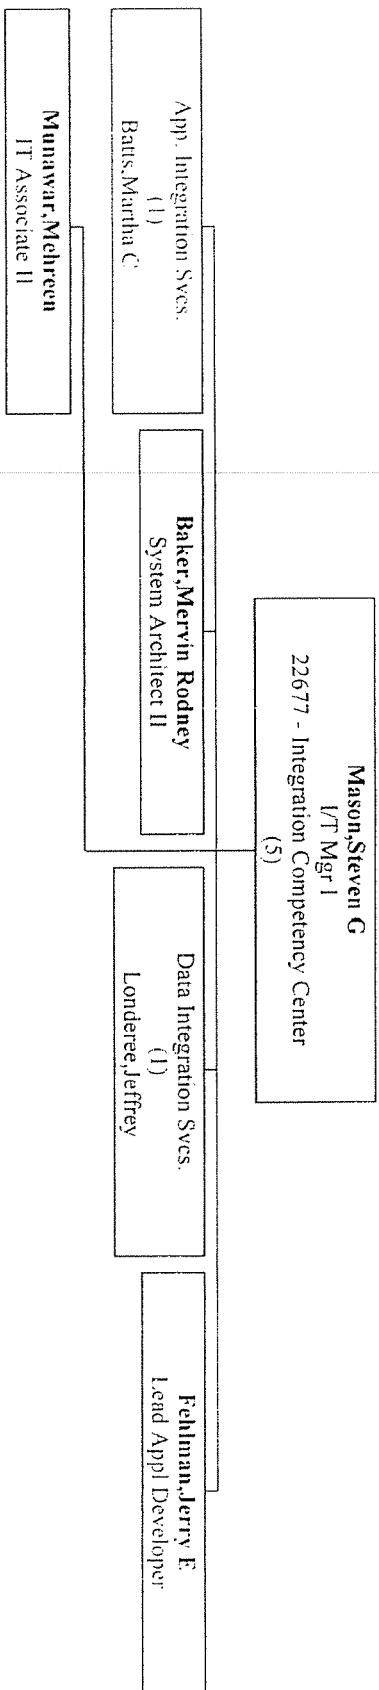 Mason,Steven G
I/T Mgr I
22677 - Integration Competency Center
(5)
App. Integration Svcs.
(1)
Batts,Martha C
Baker,Mervin Rodney
System Architect II
Data Integration Svcs.
(1)
Londeree,Jeffrey
Fehlman,Jerry E
Lead Appl Developer
Munawar,Mehreen
IT Associate II